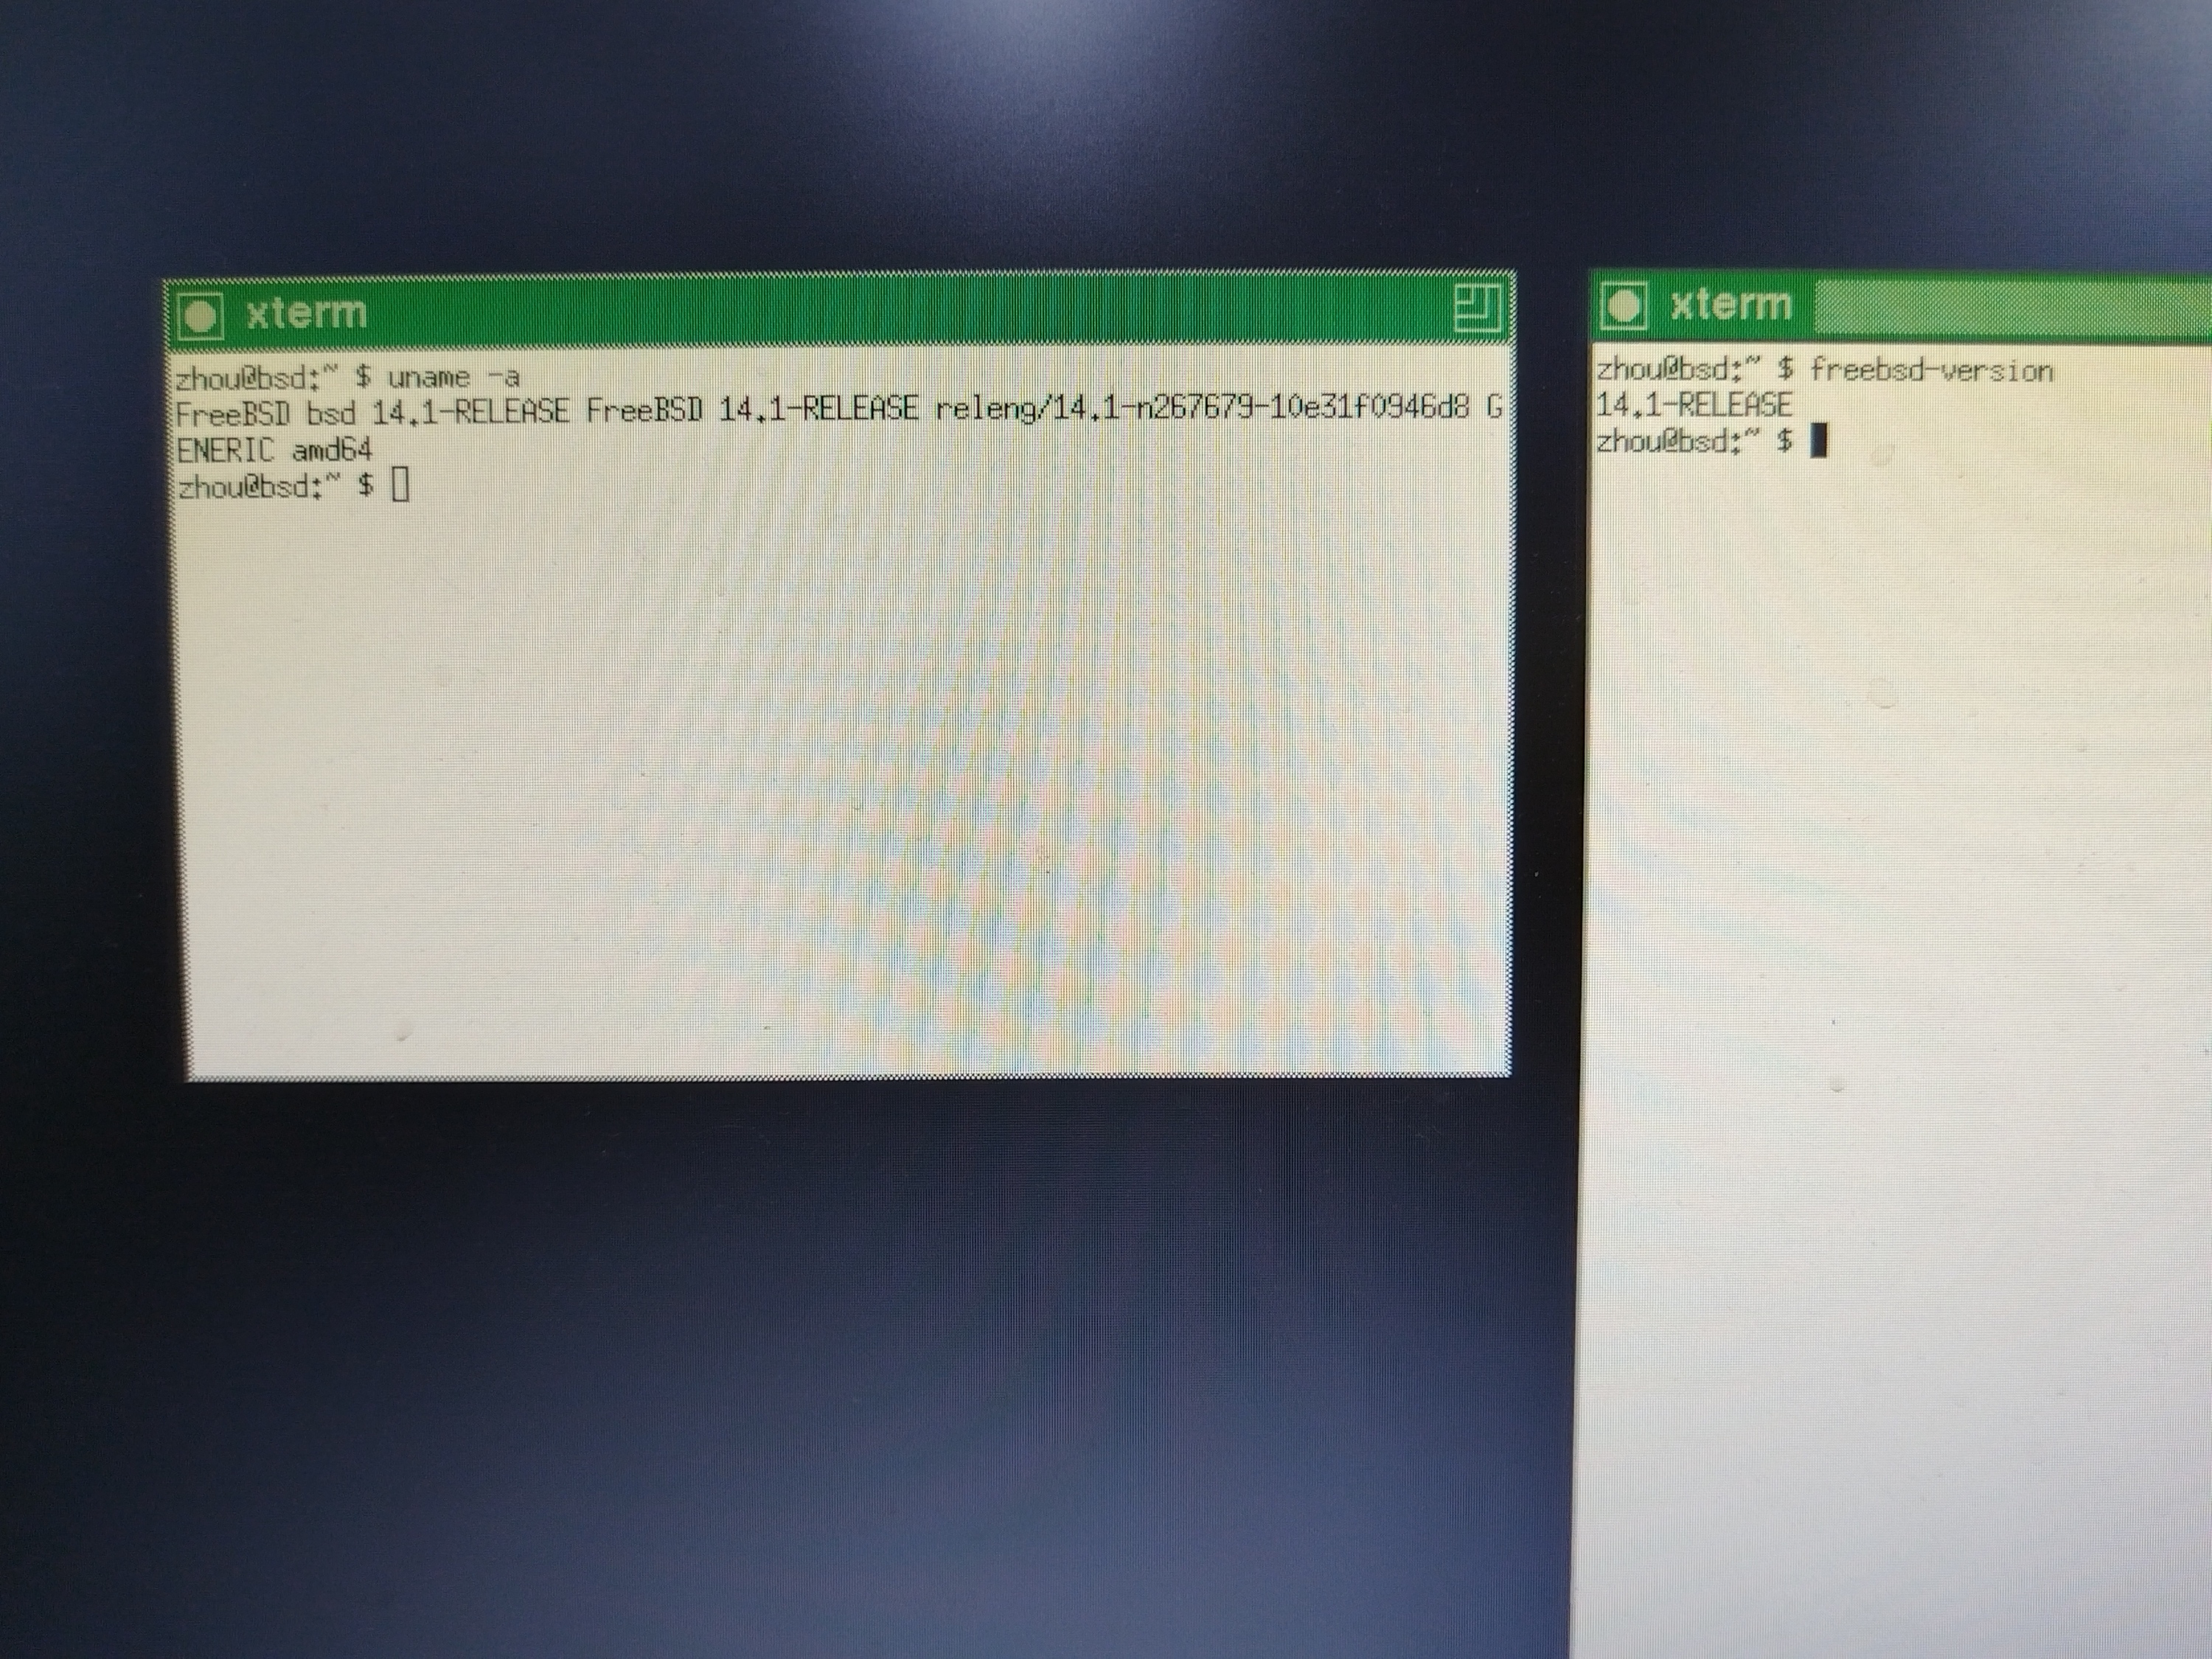 xterm
zhou@bsd:~ $ uname -a
FreeBSD bsd 14.1-RELEASE FreeBSD 14.1-RELEASE releng/14.1-n267679-10e31f0946d8 G
ENERIC amd64
zhou@bsd:~ $
xterm
zhou@bsd:~ $ freebsd-version
14.1-RELEASE
zhou@bsd:~ $